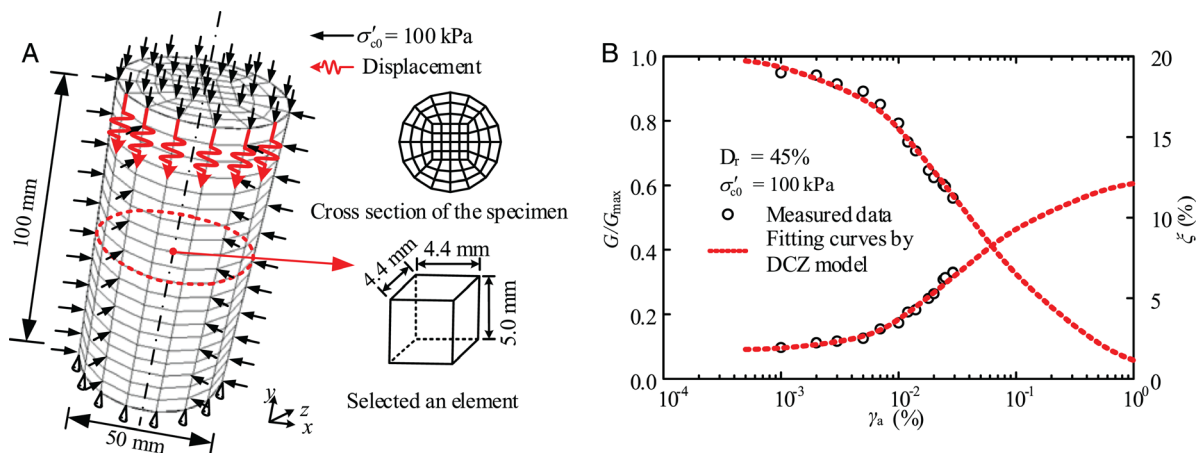 A
σ′c0 = 100 kPa
Displacement
100 mm
Cross section of the specimen
4.4 mm
4.4 mm
5.0 mm
Selected an element
y
z
x
50 mm
B
1.0
0.8
0.6
0.4
0.2
0.0
G/Gmax
20
15
10
5
0
ξ (%)
Dr = 45%
σ′c0 = 100 kPa
Measured data
Fitting curves by
DCZ model
10⁻⁴
10⁻³
10⁻²
10⁻¹
10⁰
γa (%)